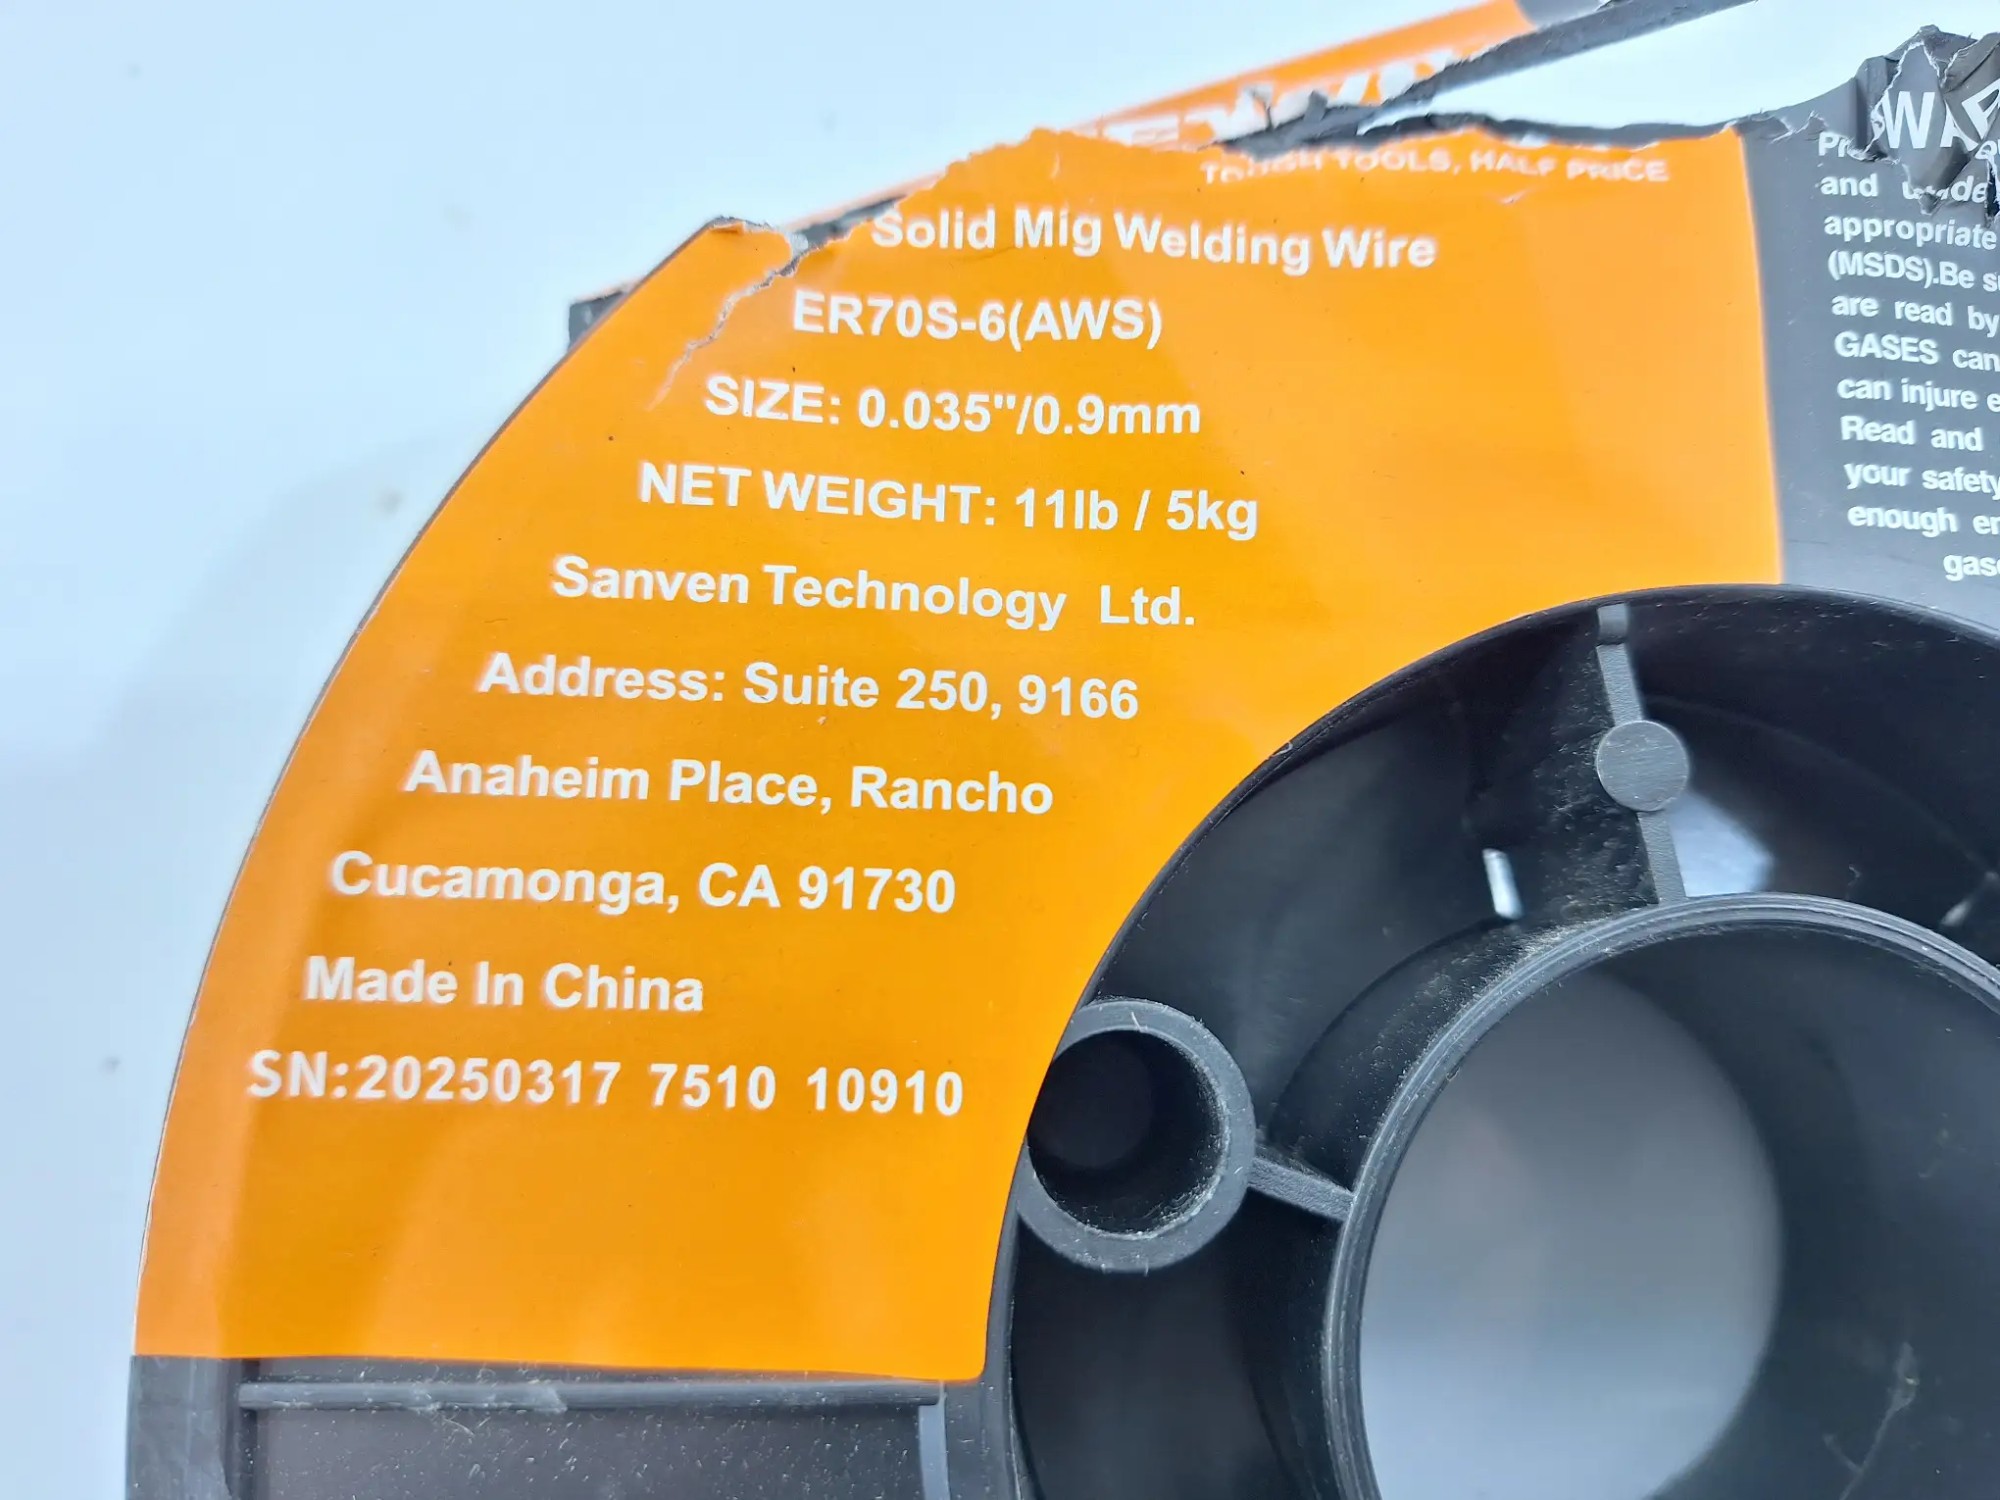 TOUGH TOOLS, HALF PRICE
Solid Mig Welding Wire
ER70S-6(AWS)
SIZE: 0.035"/0.9mm
NET WEIGHT: 11lb / 5kg
Sanven Technology Ltd.
Address: Suite 250, 9166
Anaheim Place, Rancho
Cucamonga, CA 91730
Made In China
SN:20250317 7510 10910
and
appropriate
(MSDS).Be
are read by
GASES can
can injure
Read and
your safety
enough